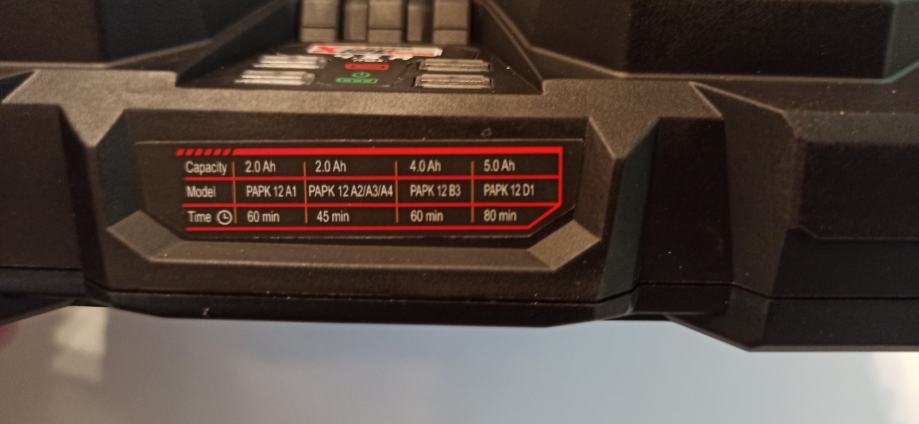 Capacity 2.0 Ah 2.0 Ah 4.0 Ah 5.0 Ah
Model PAPK 12 A1 PAPK 12 A2/A3/A4 PAPK 12 B3 PAPK 12 D1
Time 60 min 45 min 60 min 80 min